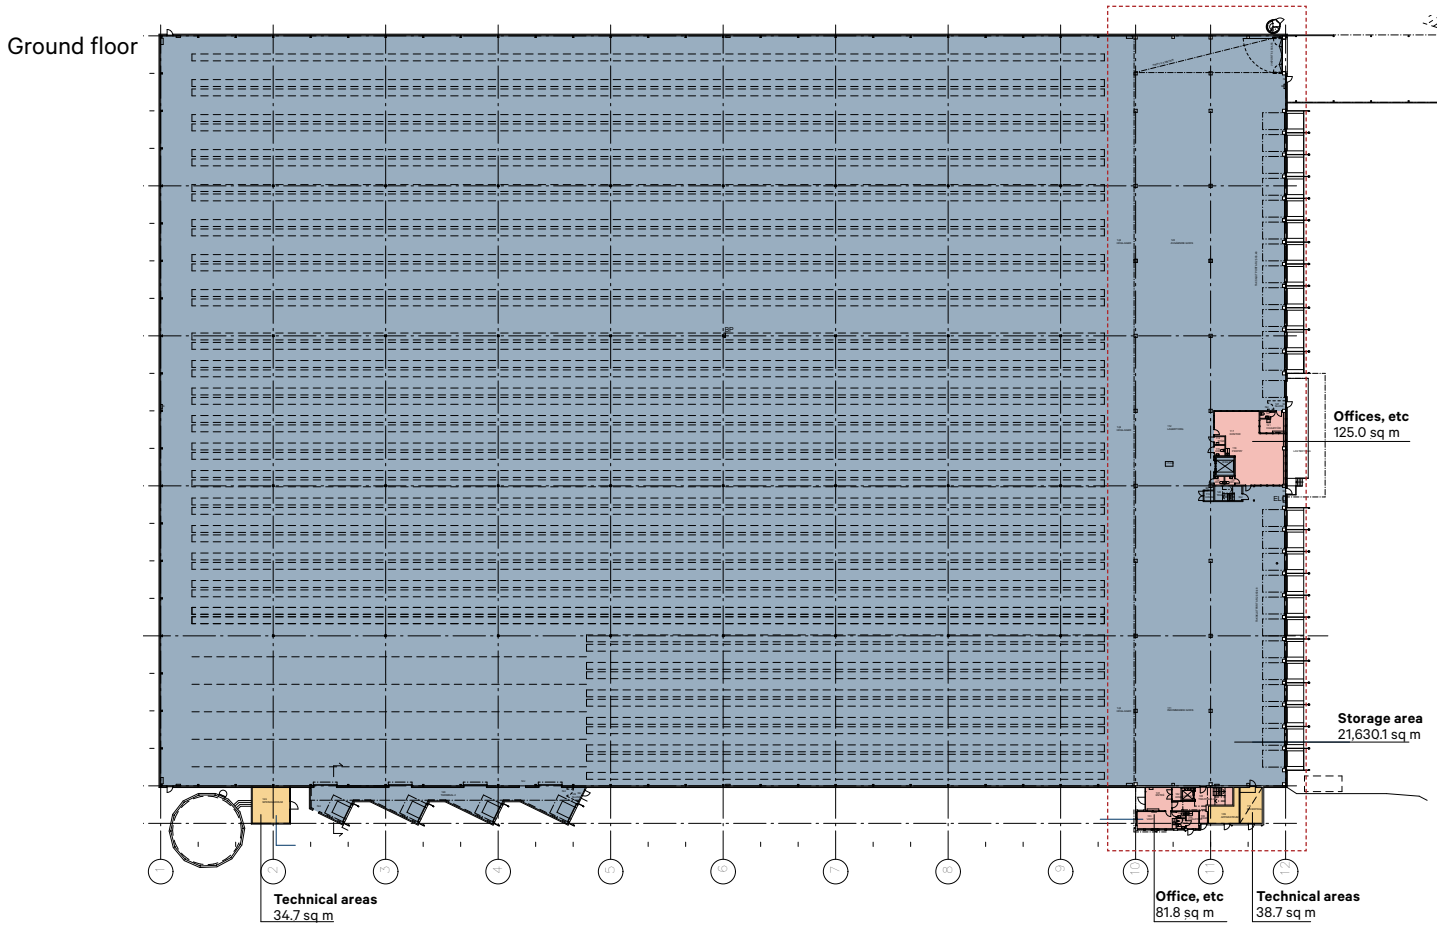 Ground floor
BP
Offices, etc
125.0 sq m
EL
Storage area
21,630.1 sq m
1
2
3
4
5
6
7
8
9
10
11
12
Technical areas
34.7 sq m
Office, etc
81.8 sq m
Technical areas
38.7 sq m